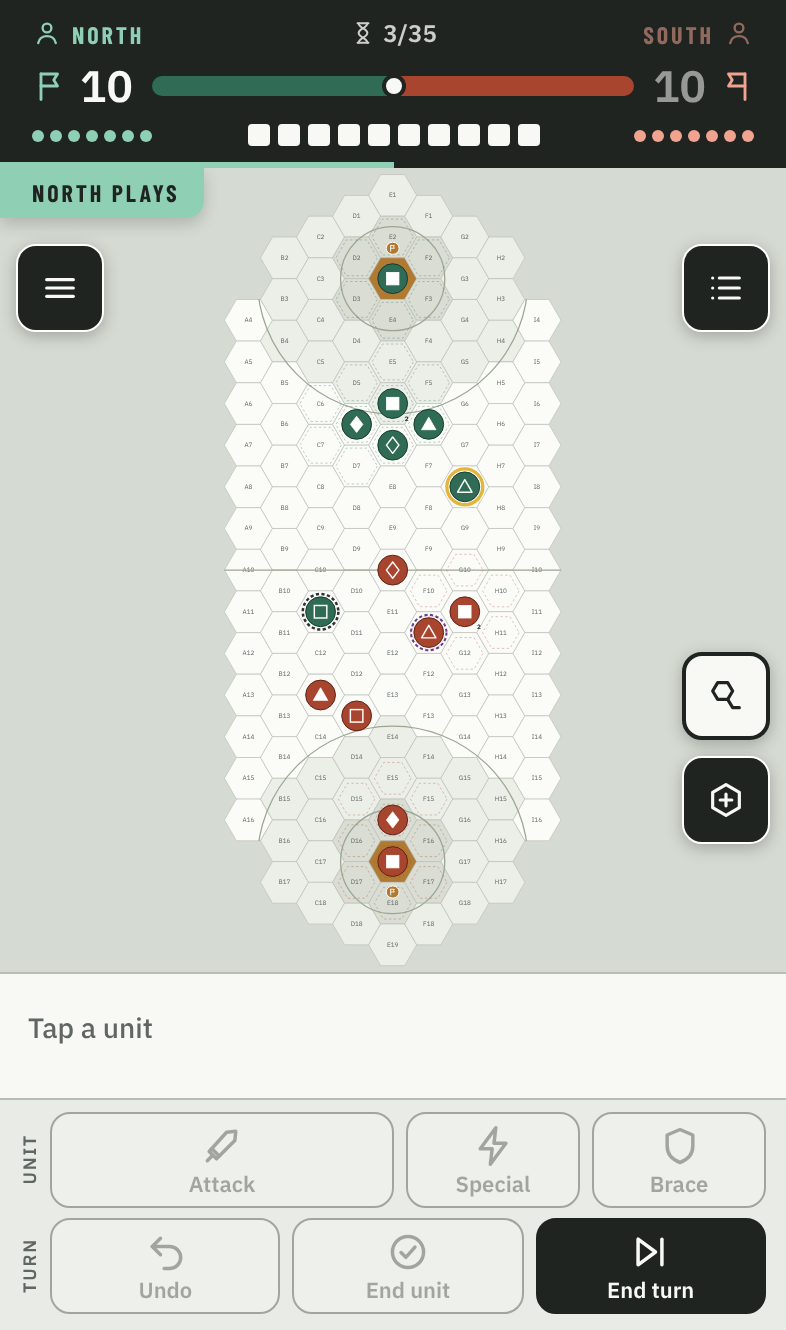 NORTH
3/35
SOUTH
10
10
NORTH PLAYS
E1
D1 F1
C2 E2 G2
B2 D2 F2 H2
P
C3 G3
B3 D3 F3 H3
A4 C4 E4 G4 I4
B4 D4 F4 H4
A5 C5 E5 G5 I5
B5 D5 F5 H5
A6 C6 G6 I6
2
B6 H6
A7 C7 G7 I7
B7 D7 F7 H7
A8 C8 E8 I8
B8 D8 F8 H8
A9 C9 E9 G9 I9
B9 D9 F9 H9
A10 C10 G10 I10
B10 D10 F10 H10
A11 E11 I11
2
B11 D11 H11
A12 C12 E12 G12 I12
B12 D12 F12 H12
A13 E13 G13 I13
B13 F13 H13
A14 C14 E14 G14 I14
B14 D14 F14 H14
A15 C15 E15 G15 I15
B15 D15 F15 H15
A16 C16 G16 I16
B16 D16 F16 H16
C17 G17
B17 D17 F17 H17
P
C18 E18 G18
D18 F18
E19
Tap a unit
UNIT
Attack
Special
Brace
TURN
Undo
End unit
End turn